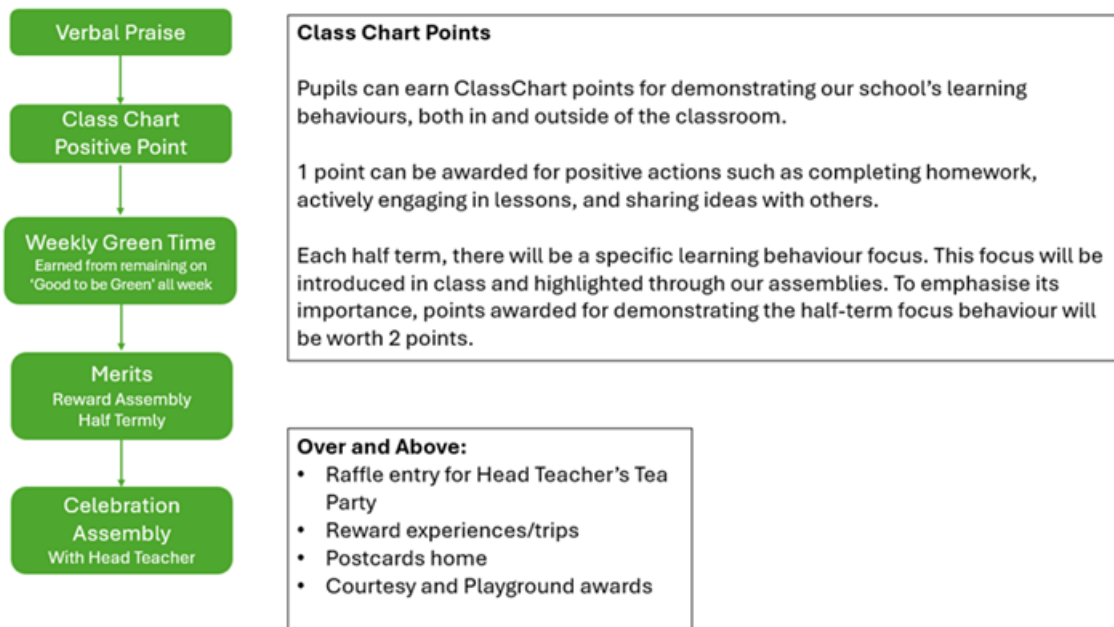 Verbal Praise
Class Chart
Positive Point
Weekly Green Time
Earned from remaining on
‘Good to be Green’ all week
Merits
Reward Assembly
Half Termly
Celebration
Assembly
With Head Teacher
Class Chart Points
Pupils can earn ClassChart points for demonstrating our school’s learning
behaviours, both in and outside of the classroom.
1 point can be awarded for positive actions such as completing homework,
actively engaging in lessons, and sharing ideas with others.
Each half term, there will be a specific learning behaviour focus. This focus will be
introduced in class and highlighted through our assemblies. To emphasise its
importance, points awarded for demonstrating the half-term focus behaviour will
be worth 2 points.
Over and Above:
• Raffle entry for Head Teacher’s Tea
Party
• Reward experiences/trips
• Postcards home
• Courtesy and Playground awards